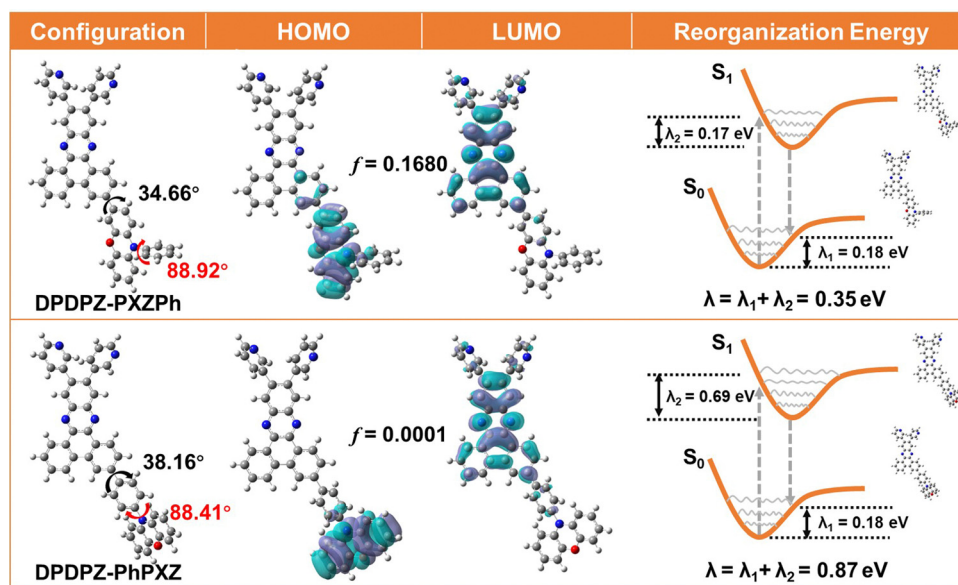 Configuration
HOMO
LUMO
Reorganization Energy
34.66°
88.92°
DPDPZ-PXZPh
f = 0.1680
S1
λ2 = 0.17 eV
S0
λ1 = 0.18 eV
λ = λ1 + λ2 = 0.35 eV
38.16°
88.41°
DPDPZ-PhPXZ
f = 0.0001
S1
λ2 = 0.69 eV
S0
λ1 = 0.18 eV
λ = λ1 + λ2 = 0.87 eV